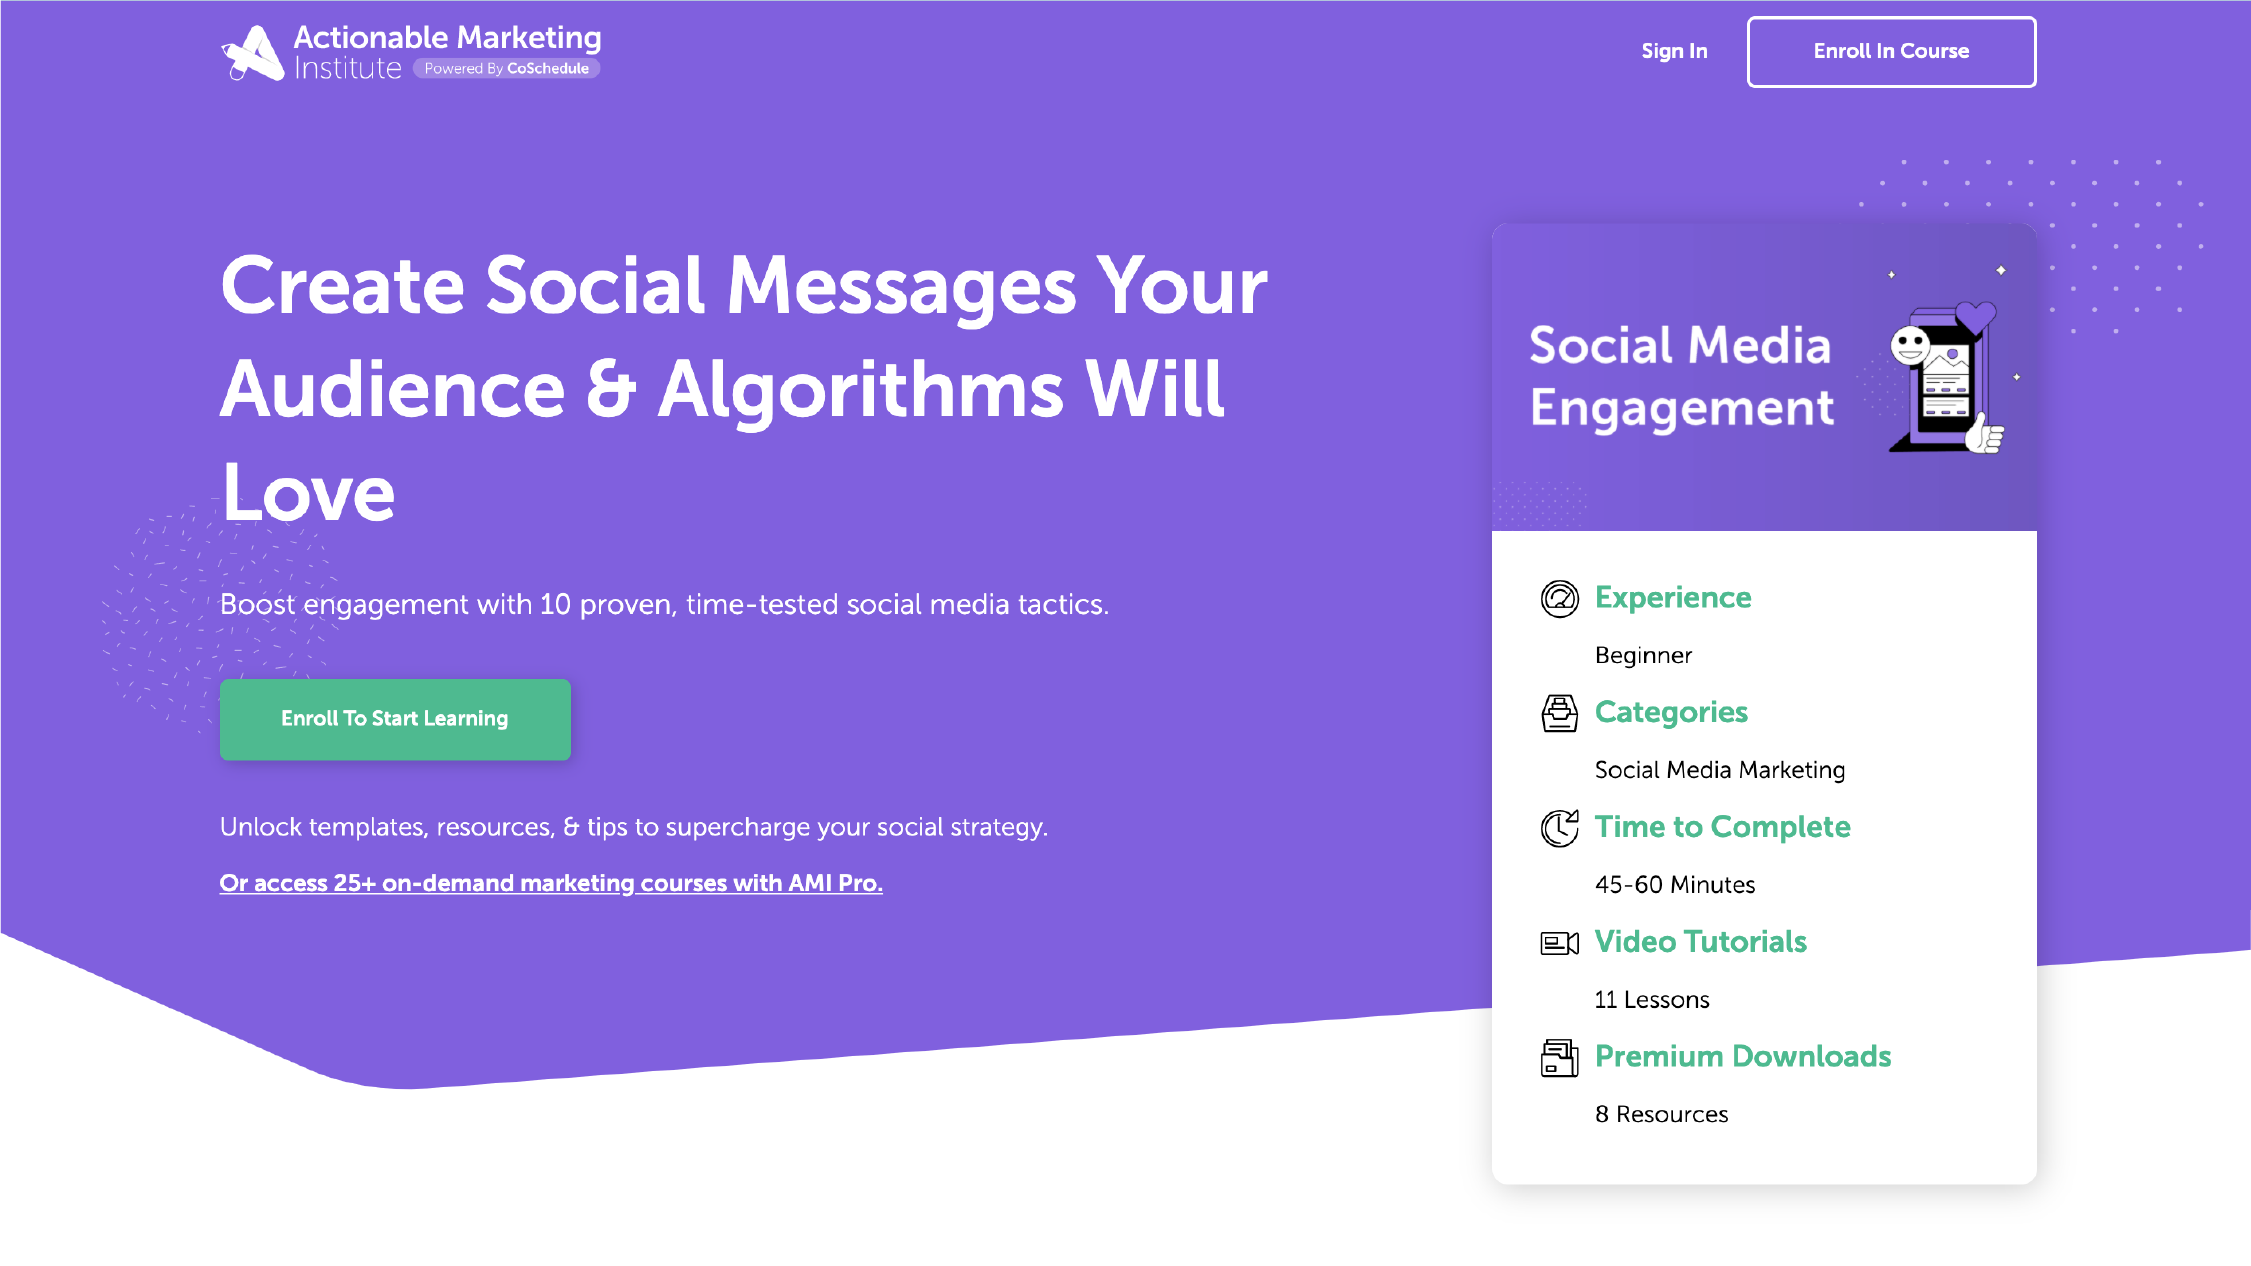 Actionable Marketing
Institute Powered By CoSchedule
Sign In
Enroll In Course
Create Social Messages Your
Audience & Algorithms Will
Love
Boost engagement with 10 proven, time-tested social media tactics.
Enroll To Start Learning
Unlock templates, resources, & tips to supercharge your social strategy.
Or access 25+ on-demand marketing courses with AMI Pro.
Social Media
Engagement
Experience
Beginner
Categories
Social Media Marketing
Time to Complete
45-60 Minutes
Video Tutorials
11 Lessons
Premium Downloads
8 Resources